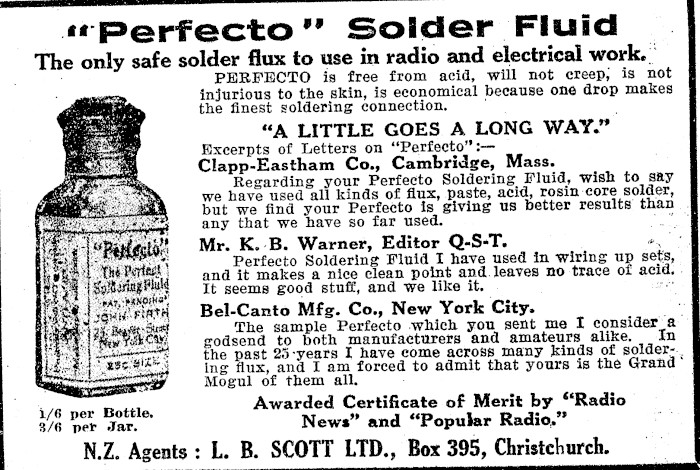 "Perfecto" Solder Fluid
The only safe solder flux to use in radio and electrical work.
PERFECTO is free from acid, will not creep, is not
injurious to the skin, is economical because one drop makes
the finest soldering connection.
"A LITTLE GOES A LONG WAY."
Excerpts of Letters on "Perfecto":—
Clapp-Eastham Co., Cambridge, Mass.
Regarding your Perfecto Soldering Fluid, wish to say
we have used all kinds of flux, paste, acid, rosin core solder,
but we find your Perfecto is giving us better results than
any that we have so far used.
Mr. K. B. Warner, Editor Q-S-T.
Perfecto Soldering Fluid I have used in wiring up sets,
and it makes a nice clean point and leaves no trace of acid.
It seems good stuff, and we like it.
Bel-Canto Mfg. Co., New York City.
The sample Perfecto which you sent me I consider a
godsend to both manufacturers and amateurs alike. In
the past 25 years I have come across many kinds of solder-
ing flux, and I am forced to admit that yours is the Grand
Mogul of them all.
"Perfecto"
The Perfect
Soldering Fluid
PAT. PENDING
JOHN FIRTH
New York City
25c SIZE
1/6 per Bottle.
3/6 per Jar.
Awarded Certificate of Merit by "Radio
News" and "Popular Radio."
N.Z. Agents : L. B. SCOTT LTD., Box 395, Christchurch.